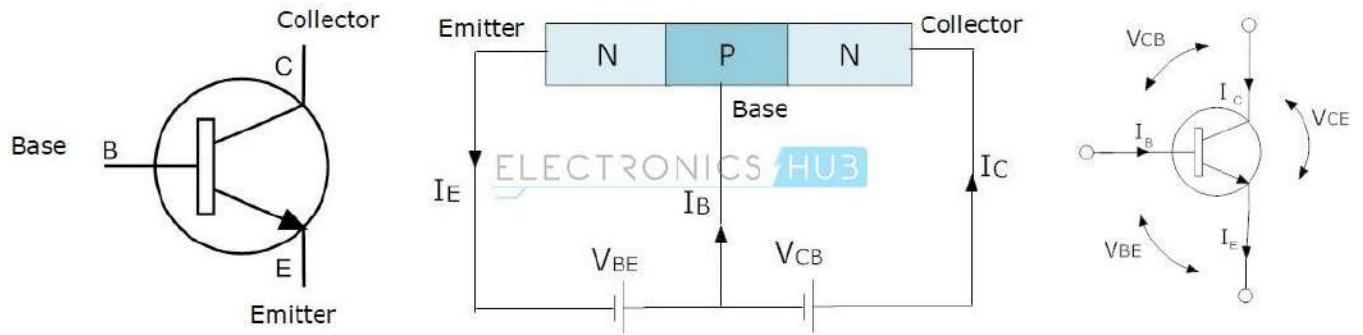 Collector
C
Base
B
E
Emitter
Emitter
Collector
N P N
Base
ELECTRONICS HUB
IE
IB
IC
VBE
VCB
VCB
IC
VCE
IB
VBE
IE